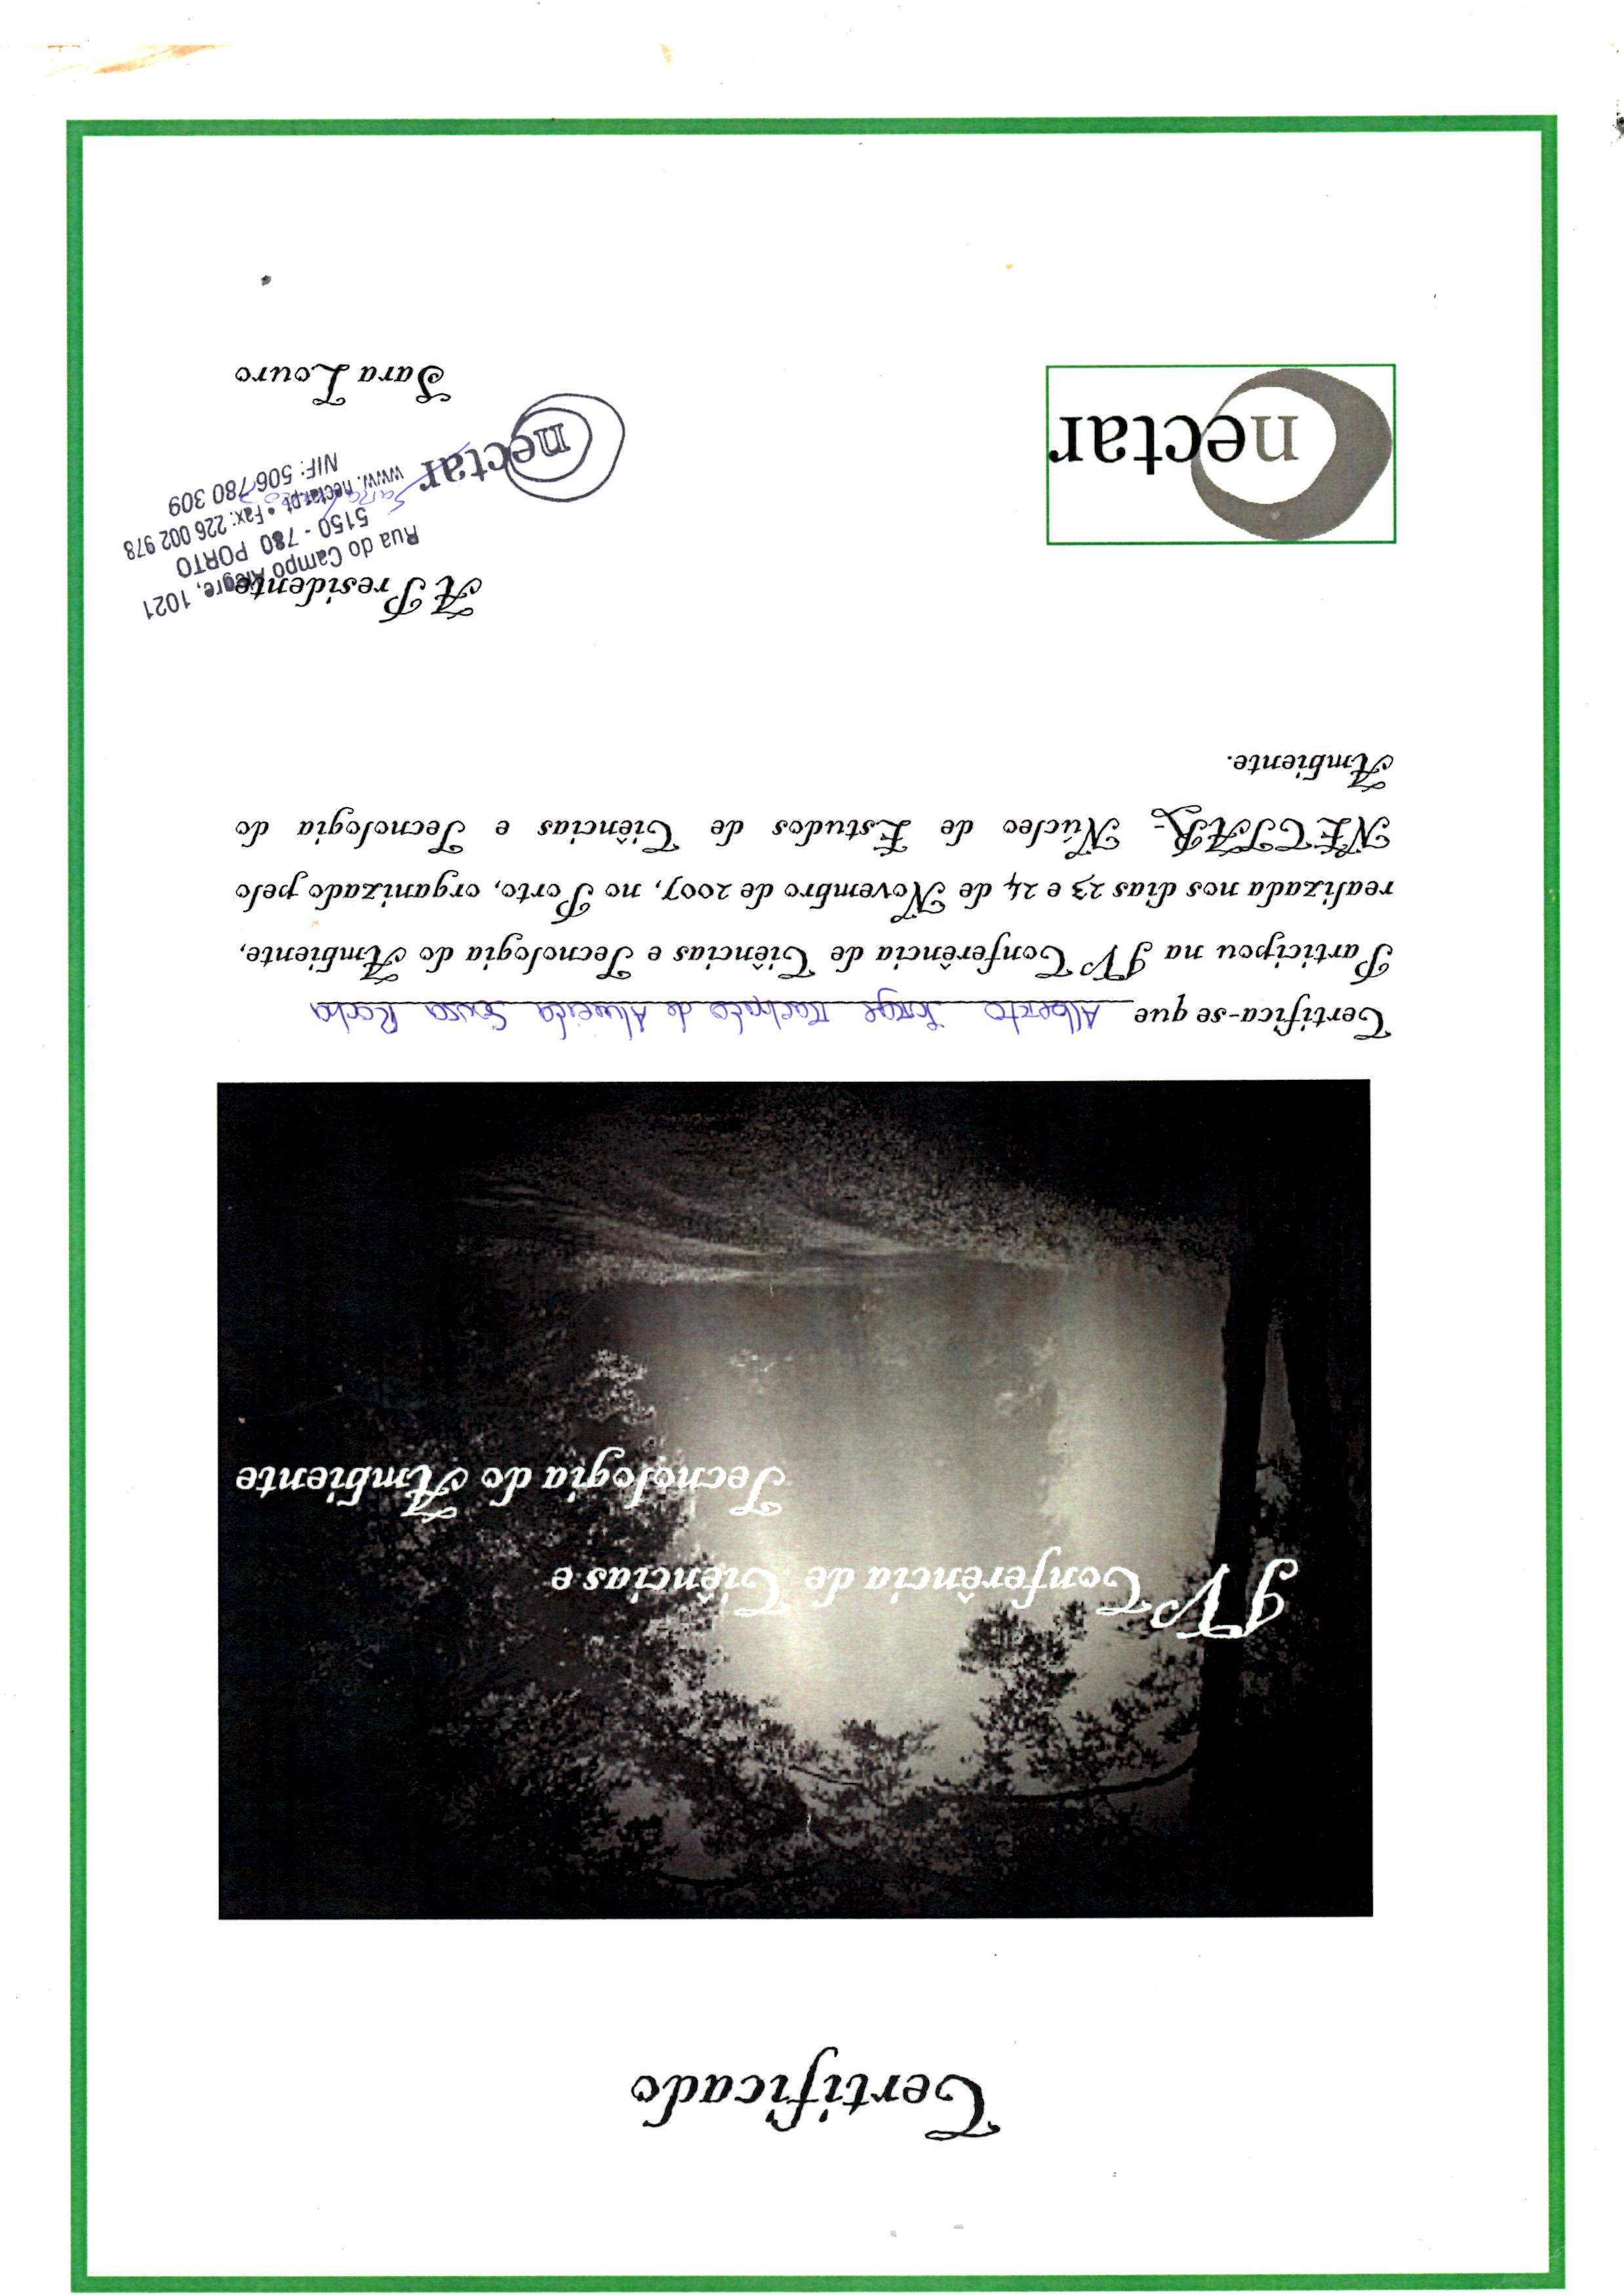 Certificado
IV Conferência de Ciências e
Tecnologia do Ambiente
Certifica-se que Alberto Jorge Machado de Almeida Sousa Rocha
Participou na IV Conferência de Ciências e Tecnologia do Ambiente,
realizada nos dias 23 e 24 de Novembro de 2007, no Porto, organizado pelo
NECTAR- Núcleo de Estudos de Ciências e Tecnologia do
Ambiente.
A Presidente
Rua do Campo Alegre, 1021
5150 - 780 PORTO
www.nectar.pt • Fax: 226 002 978
NIF: 506 780 309
nectar
nectar
Sara Louro